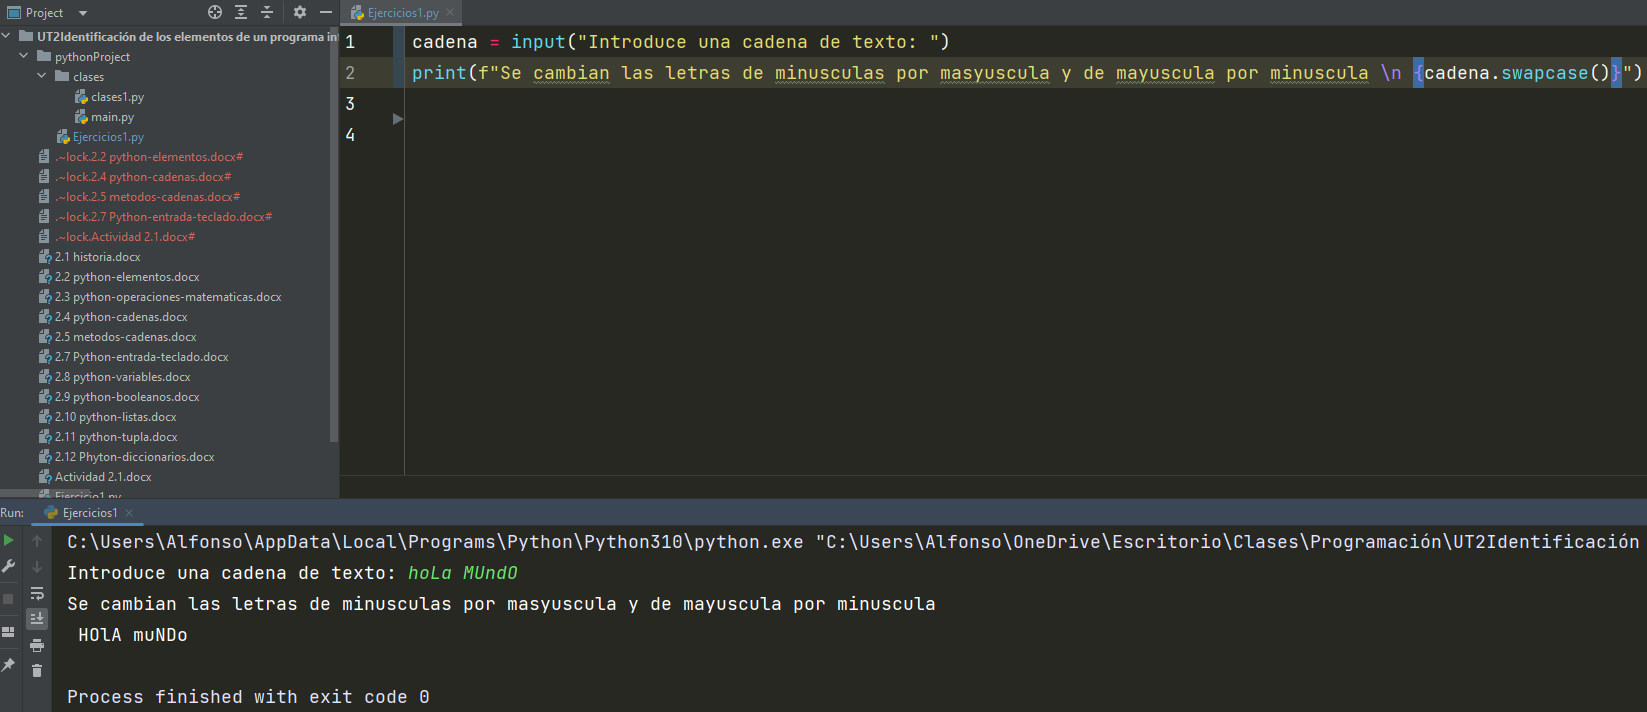 Project
Ejercicios1.py
UT2Identificación de los elementos de un programa in
pythonProject
clases
clases1.py
main.py
Ejercicios1.py
.~lock.2.2 python-elementos.docx#
.~lock.2.4 python-cadenas.docx#
.~lock.2.5 metodos-cadenas.docx#
.~lock.2.7 Python-entrada-teclado.docx#
.~lock.Actividad 2.1.docx#
2.1 historia.docx
2.2 python-elementos.docx
2.3 python-operaciones-matematicas.docx
2.4 python-cadenas.docx
2.5 metodos-cadenas.docx
2.7 Python-entrada-teclado.docx
2.8 python-variables.docx
2.9 python-booleanos.docx
2.10 python-listas.docx
2.11 python-tupla.docx
2.12 Phyton-diccionarios.docx
Actividad 2.1.docx
Ejercicio1.py
1 cadena = input("Introduce una cadena de texto: ")
2 print(f"Se cambian las letras de minusculas por masyuscula y de mayuscula por minuscula \n {cadena.swapcase()}")
3
4
Run: Ejercicios1
C:\Users\Alfonso\AppData\Local\Programs\Python\Python310\python.exe "C:\Users\Alfonso\OneDrive\Escritorio\Clases\Programación\UT2Identificación
Introduce una cadena de texto: hoLa MUndO
Se cambian las letras de minusculas por masyuscula y de mayuscula por minuscula
HOlA muNDo
Process finished with exit code 0